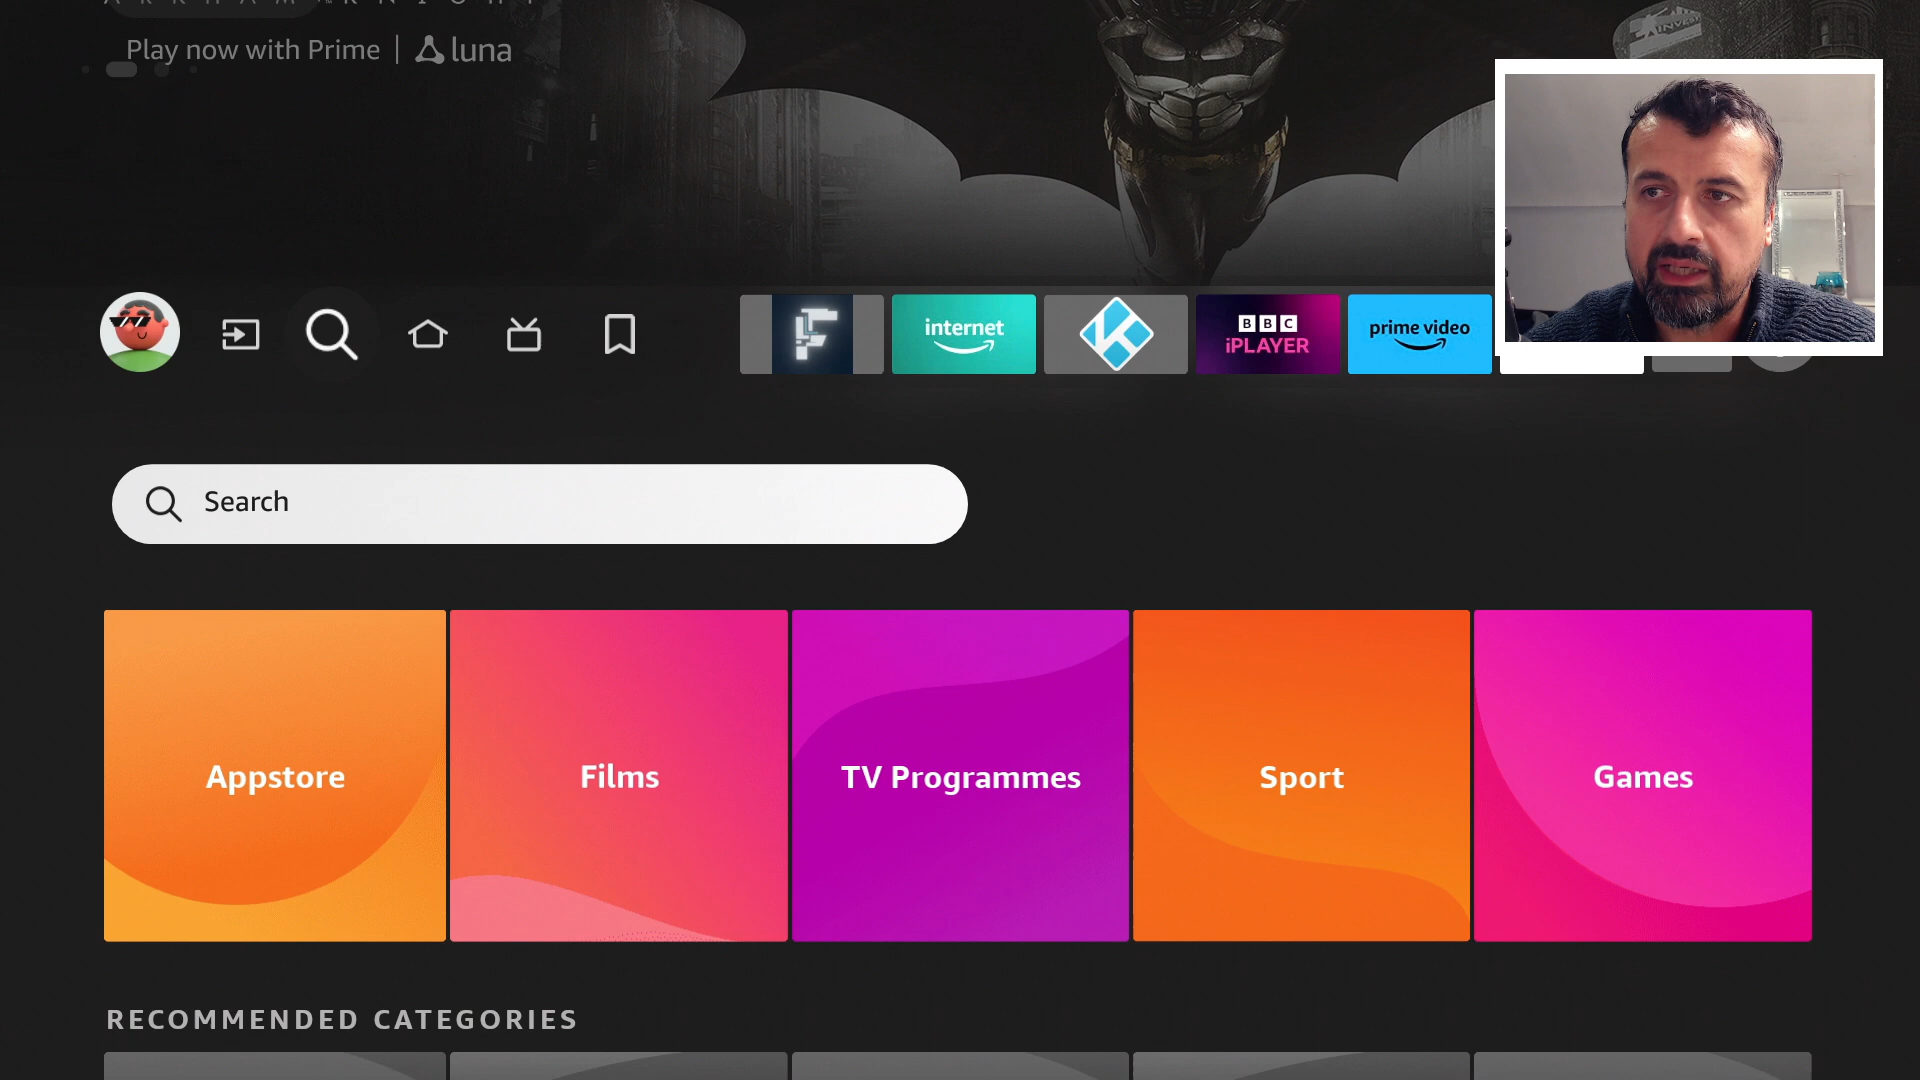 Play now with Prime | luna
internet
BBC
iPLAYER
prime video
Search
Appstore
Films
TV Programmes
Sport
Games
RECOMMENDED CATEGORIES